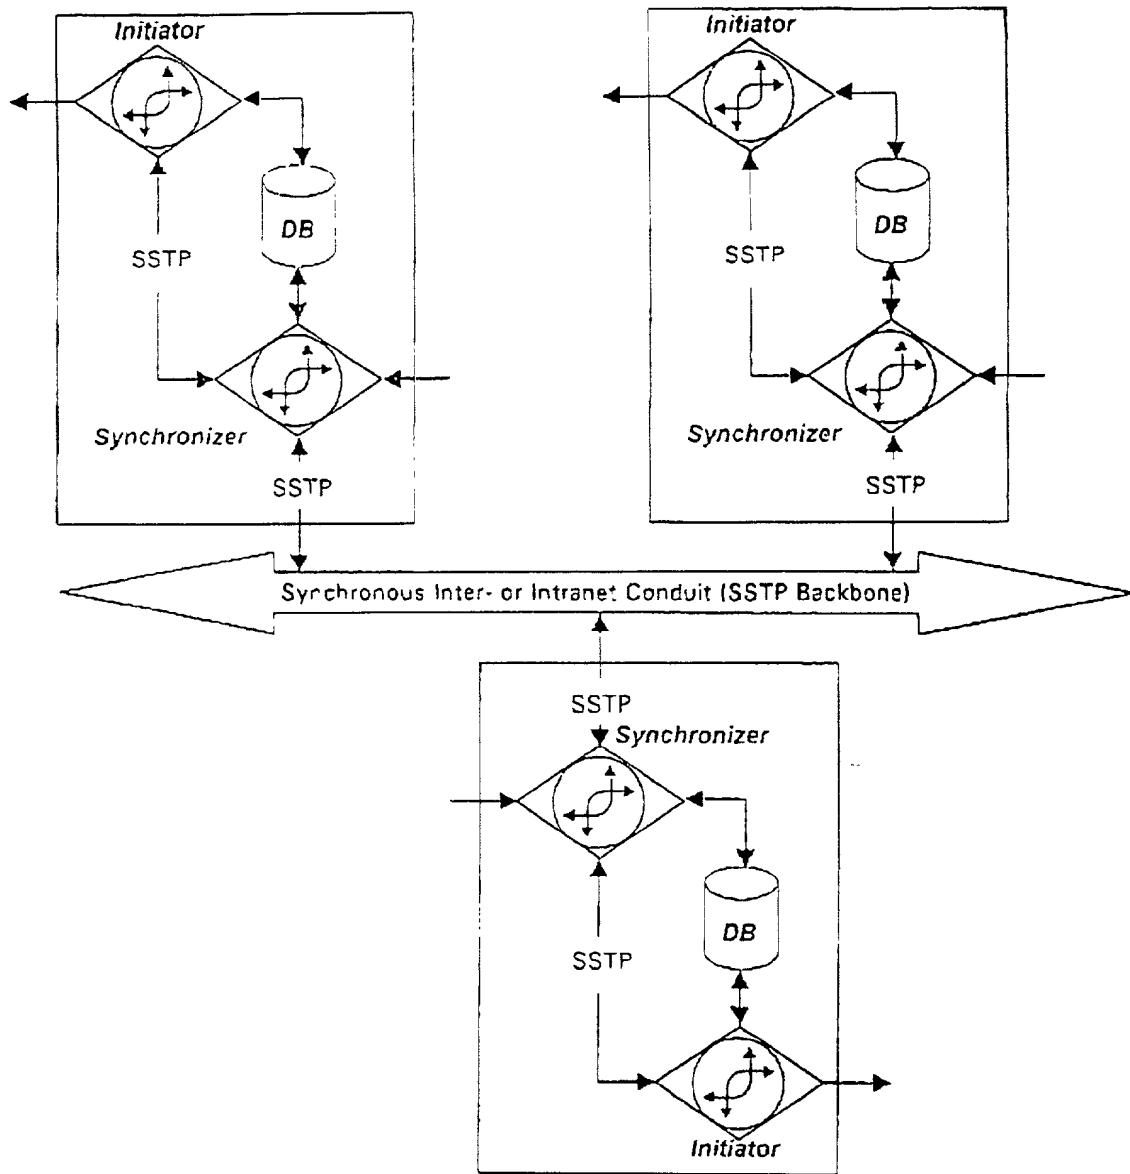 Initiator
Initiator
DB
DB
SSTP
SSTP
Synchronizer
Synchronizer
SSTP
SSTP
Synchronous Inter- or Intranet Conduit (SSTP Backbone)
SSTP
Synchronizer
DB
SSTP
Initiator